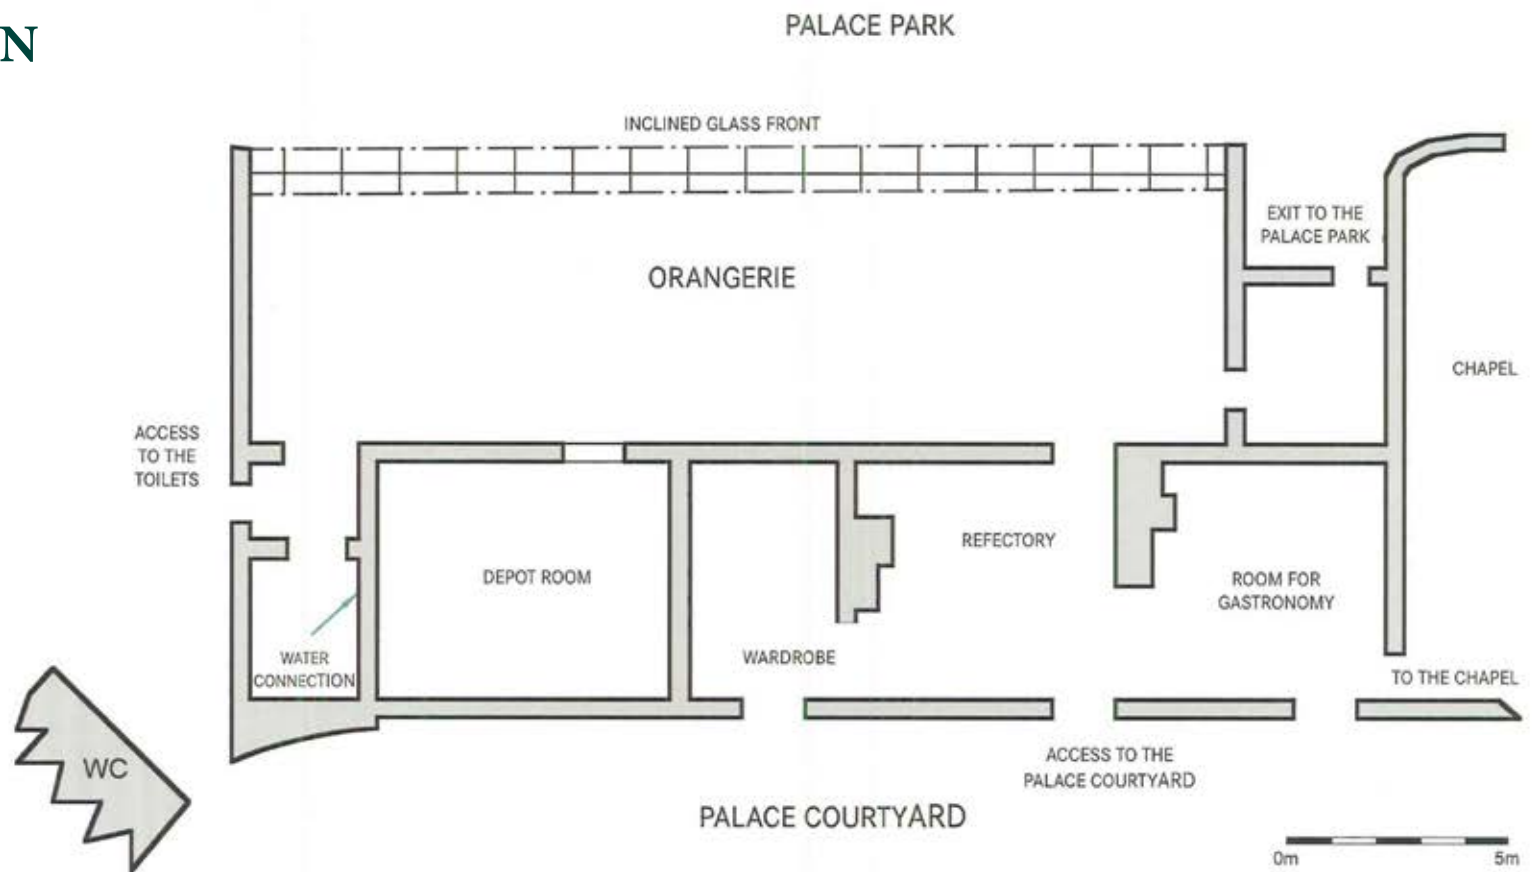 PALACE PARK
N
INCLINED GLASS FRONT
EXIT TO THE
PALACE PARK
ORANGERIE
CHAPEL
ACCESS
TO THE
TOILETS
REFECTORY
DEPOT ROOM
ROOM FOR
GASTRONOMY
WATER
CONNECTION
WARDROBE
TO THE CHAPEL
WC
ACCESS TO THE
PALACE COURTYARD
PALACE COURTYARD
0m 5m